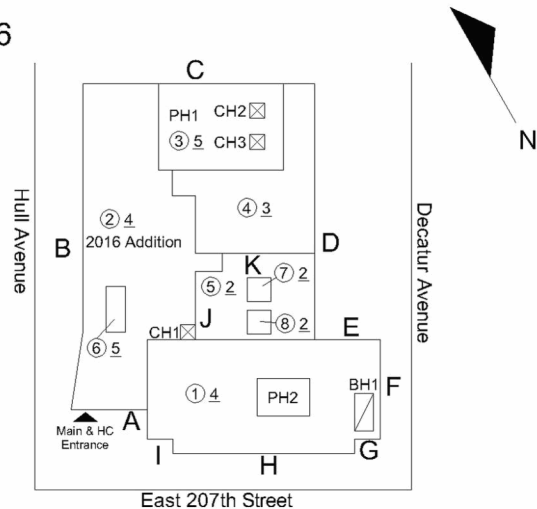 6
C
PH1
CH2
③ 5
CH3
N
④ 3
② 4
2016 Addition
Hull Avenue
Decatur Avenue
B
D
K
⑦ 2
⑤ 2
⑧ 2
J
CH1
E
⑥ 5
① 4
PH2
BH1
F
A
Main & HC
Entrance
I
G
H
East 207th Street